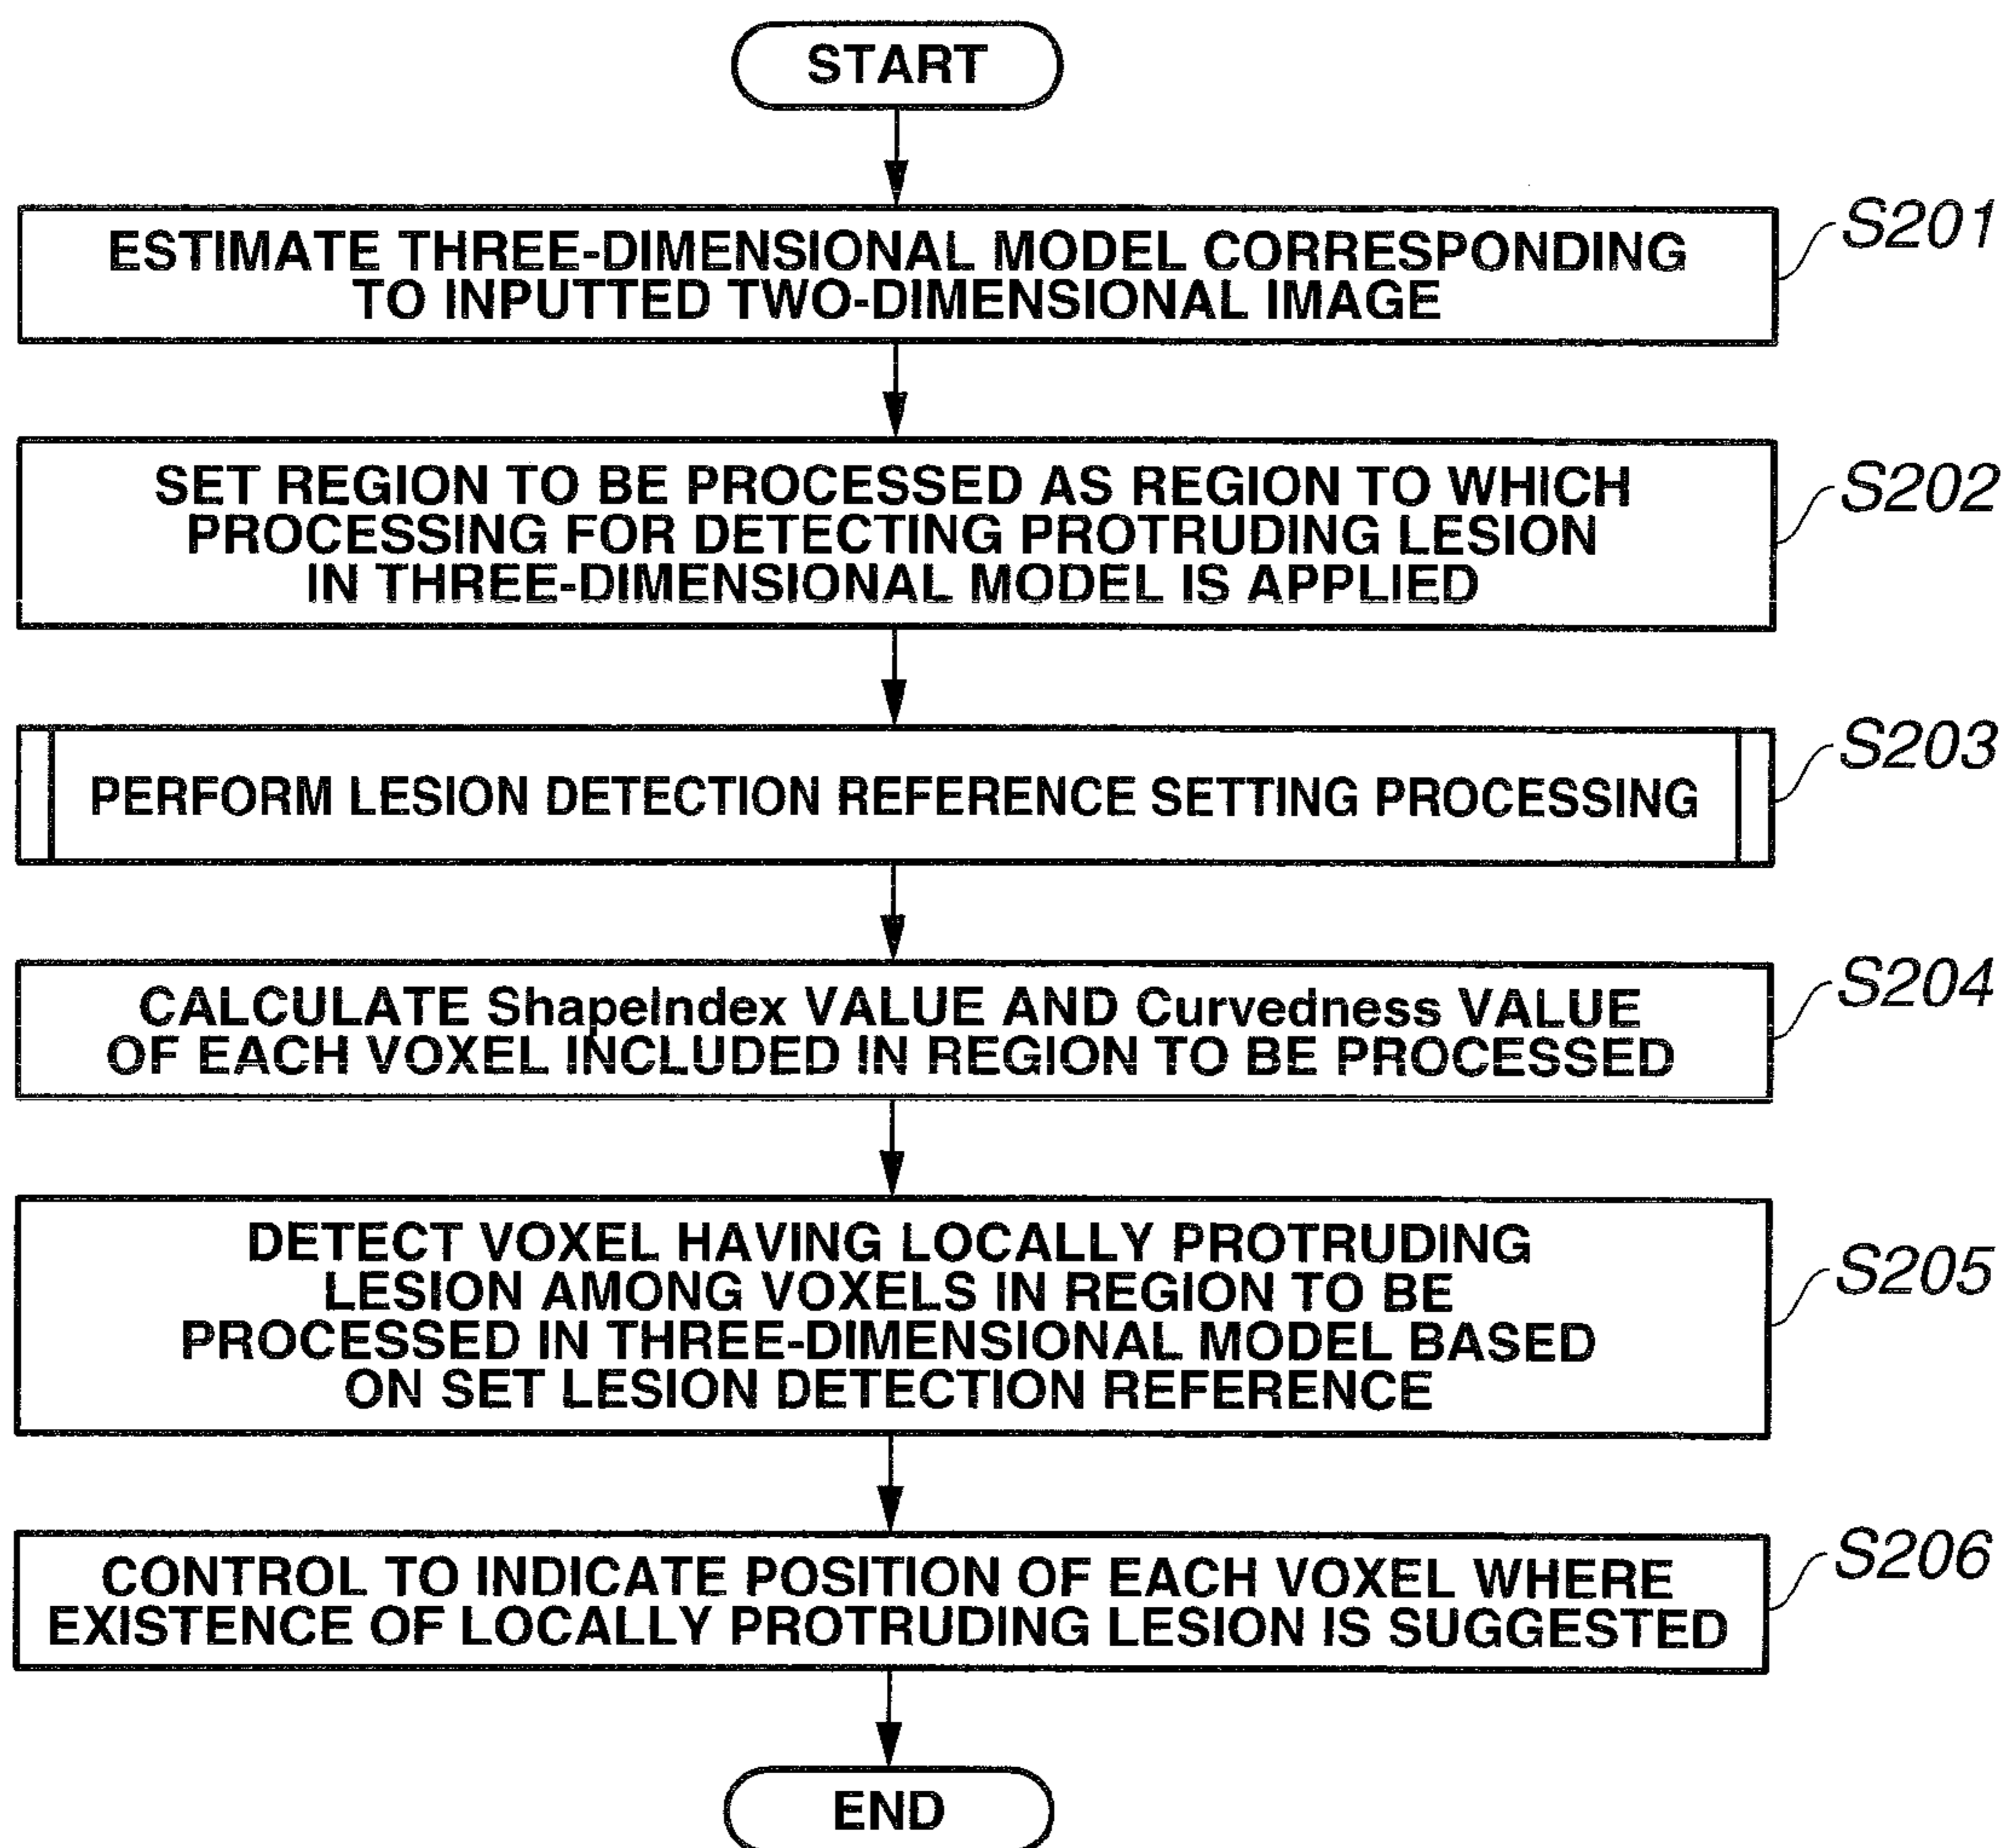 START
ESTIMATE THREE-DIMENSIONAL MODEL CORRESPONDING
TO INPUTTED TWO-DIMENSIONAL IMAGE
S201
SET REGION TO BE PROCESSED AS REGION TO WHICH
PROCESSING FOR DETECTING PROTRUDING LESION
IN THREE-DIMENSIONAL MODEL IS APPLIED
S202
PERFORM LESION DETECTION REFERENCE SETTING PROCESSING
S203
CALCULATE ShapeIndex VALUE AND Curvedness VALUE
OF EACH VOXEL INCLUDED IN REGION TO BE PROCESSED
S204
DETECT VOXEL HAVING LOCALLY PROTRUDING
LESION AMONG VOXELS IN REGION TO BE
PROCESSED IN THREE-DIMENSIONAL MODEL BASED
ON SET LESION DETECTION REFERENCE
S205
CONTROL TO INDICATE POSITION OF EACH VOXEL WHERE
EXISTENCE OF LOCALLY PROTRUDING LESION IS SUGGESTED
S206
END